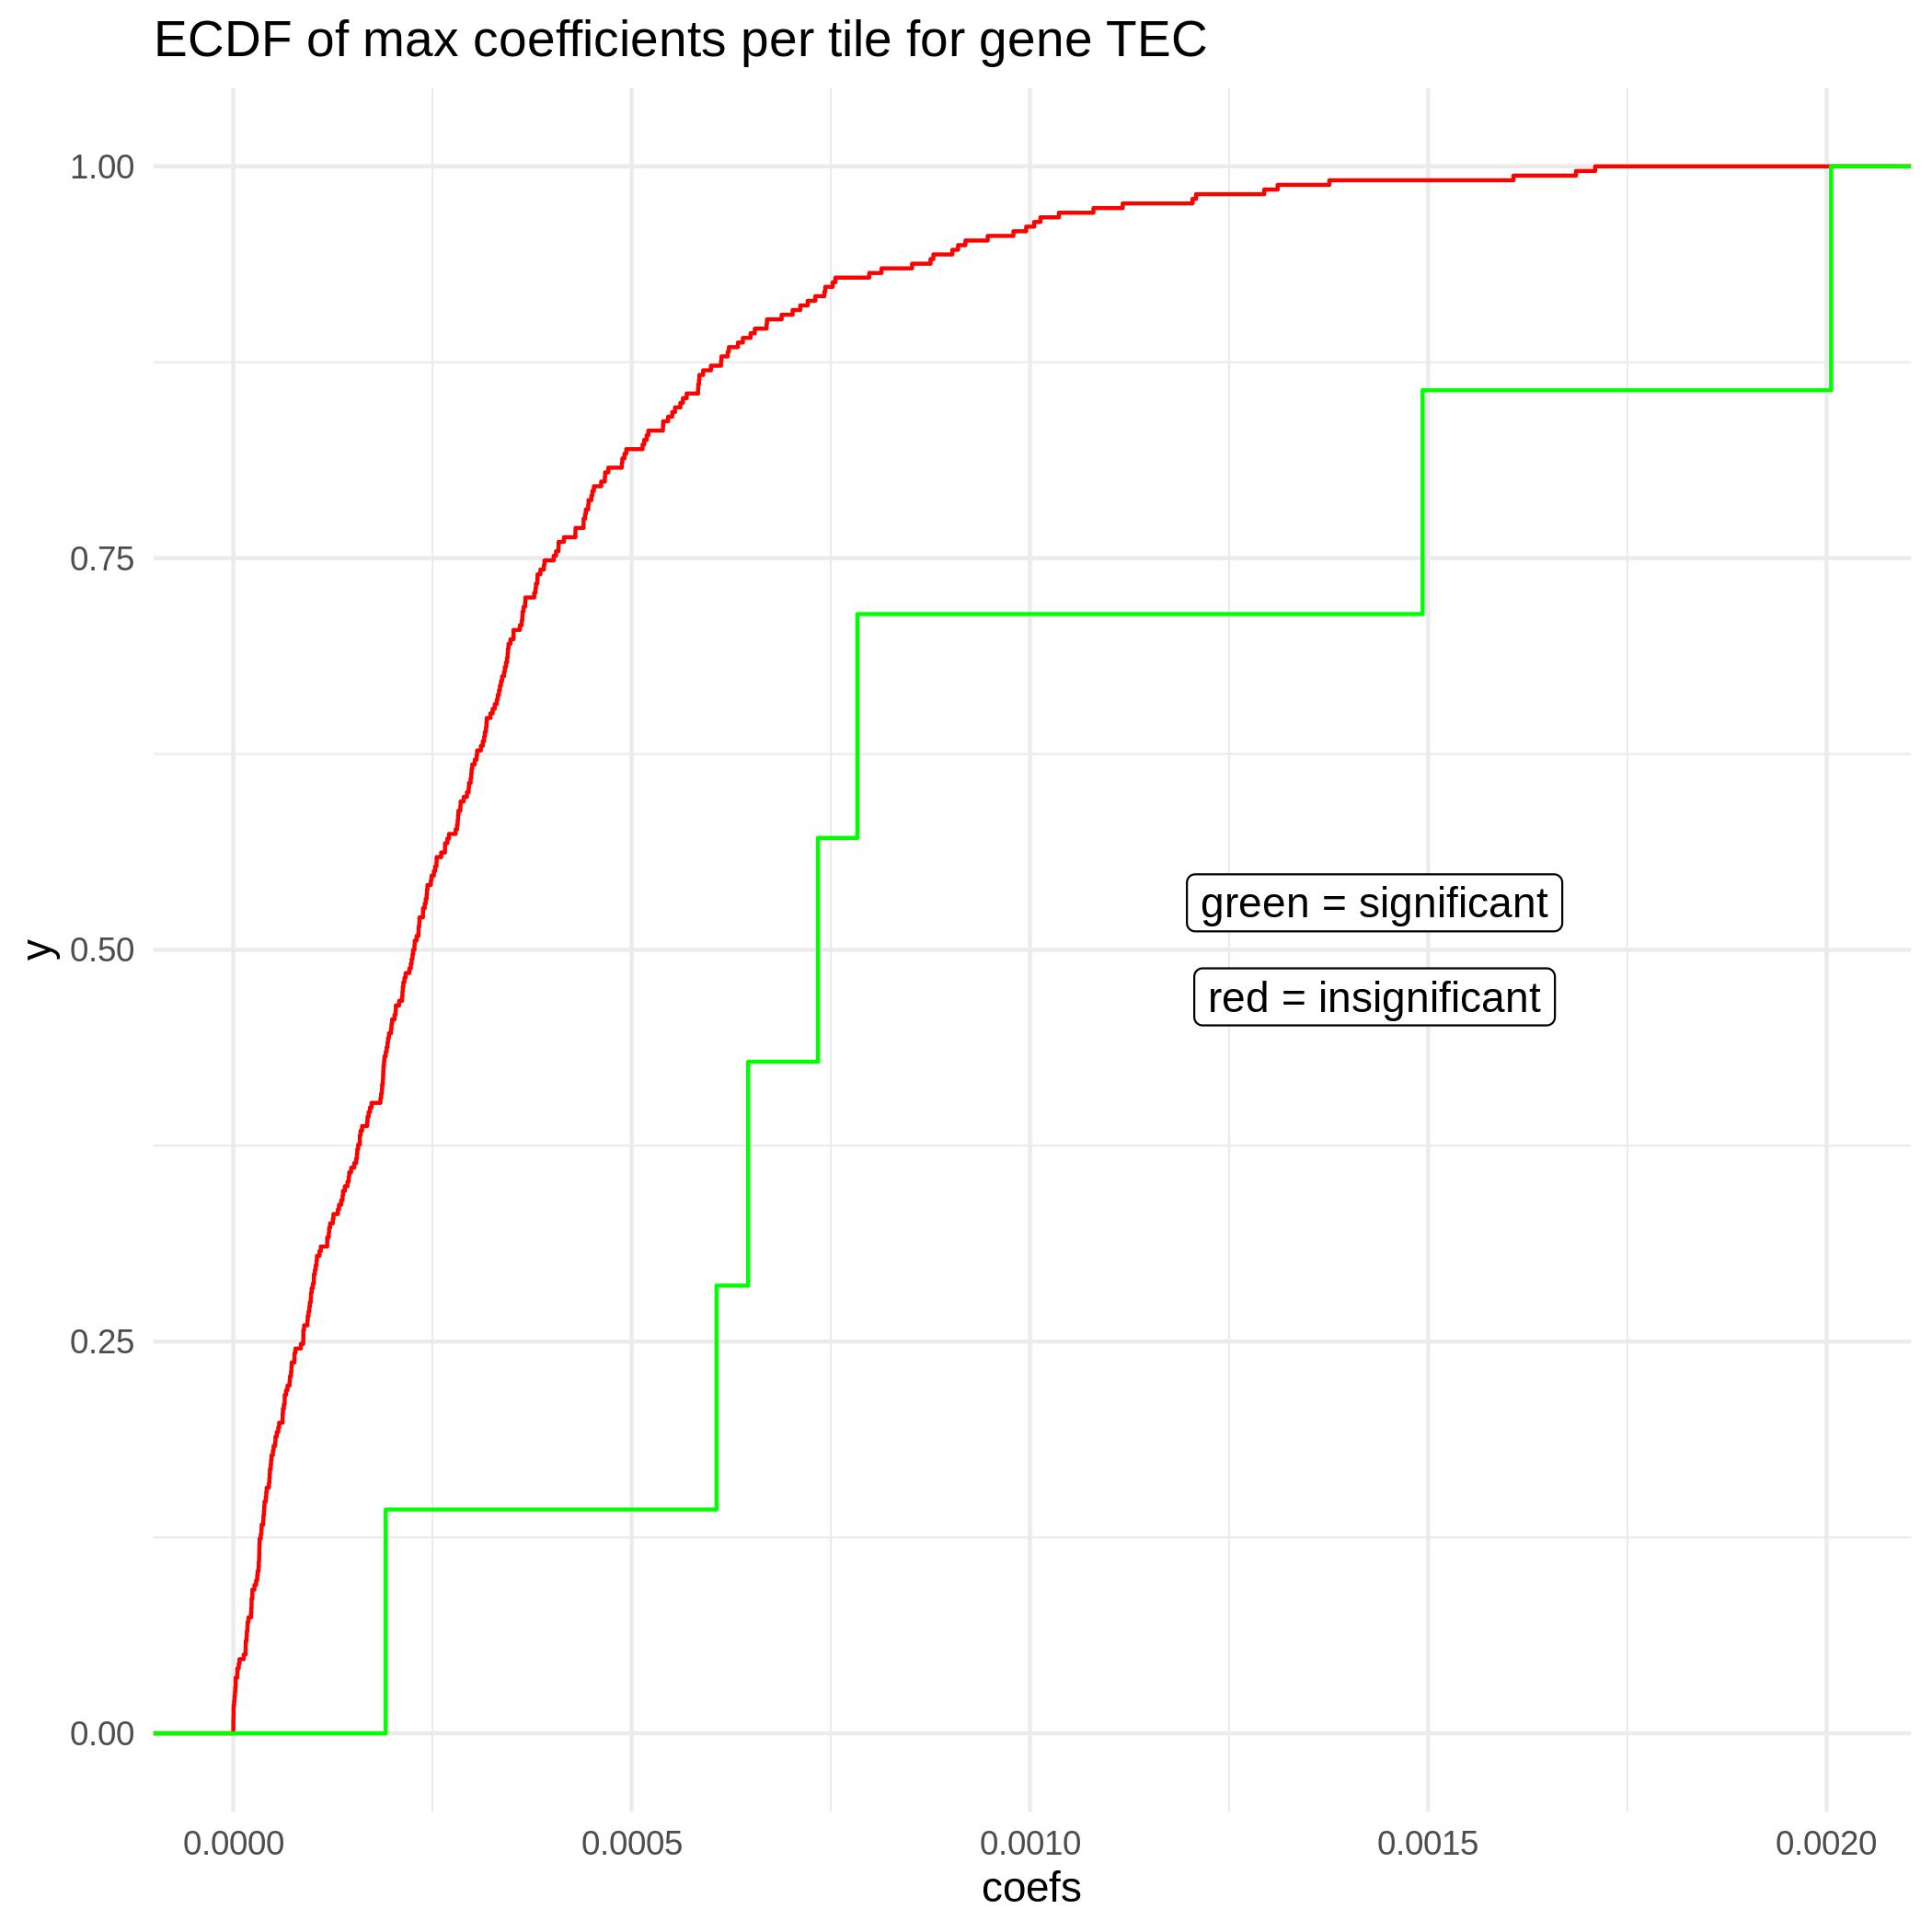 ECDF of max coefficients per tile for gene TEC
y
1.00
0.75
0.50
0.25
0.00
green = significant
red = insignificant
0.0000 0.0005 0.0010 0.0015 0.0020
coefs